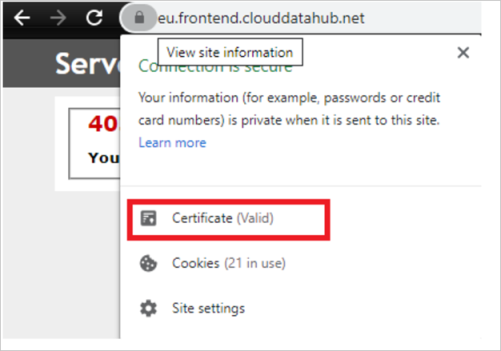 eu.frontend.clouddatahub.net
View site information
Serve
Connection is secure
40
You
Your information (for example, passwords or credit
card numbers) is private when it is sent to this site.
Learn more
Certificate (Valid)
Cookies (21 in use)
Site settings